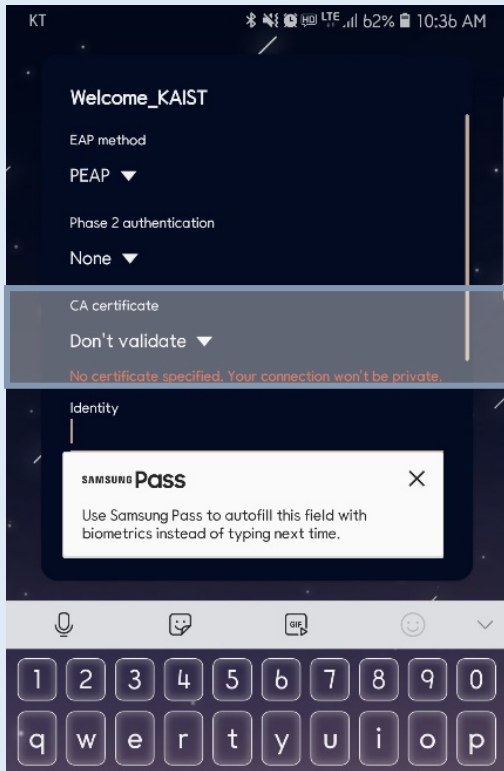 KT LTE 62% 10:36 AM
Welcome_KAIST
EAP method
PEAP
Phase 2 authentication
None
CA certificate
Don't validate
No certificate specified. Your connection won't be private.
Identity
SAMSUNG Pass
Use Samsung Pass to autofill this field with
biometrics instead of typing next time.
GIF
1 2 3 4 5 6 7 8 9 0
q w e r t y u i o p